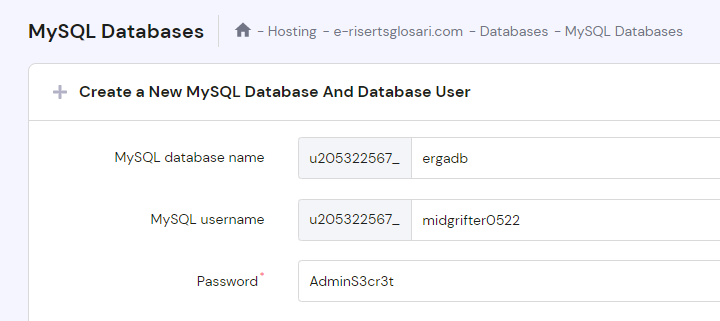 MySQL Databases - Hosting - e-risertsglosari.com - Databases - MySQL Databases
Create a New MySQL Database And Database User
MySQL database name u205322567_ ergadb
MySQL username u205322567_ midgrifter0522
Password* AdminS3cr3t